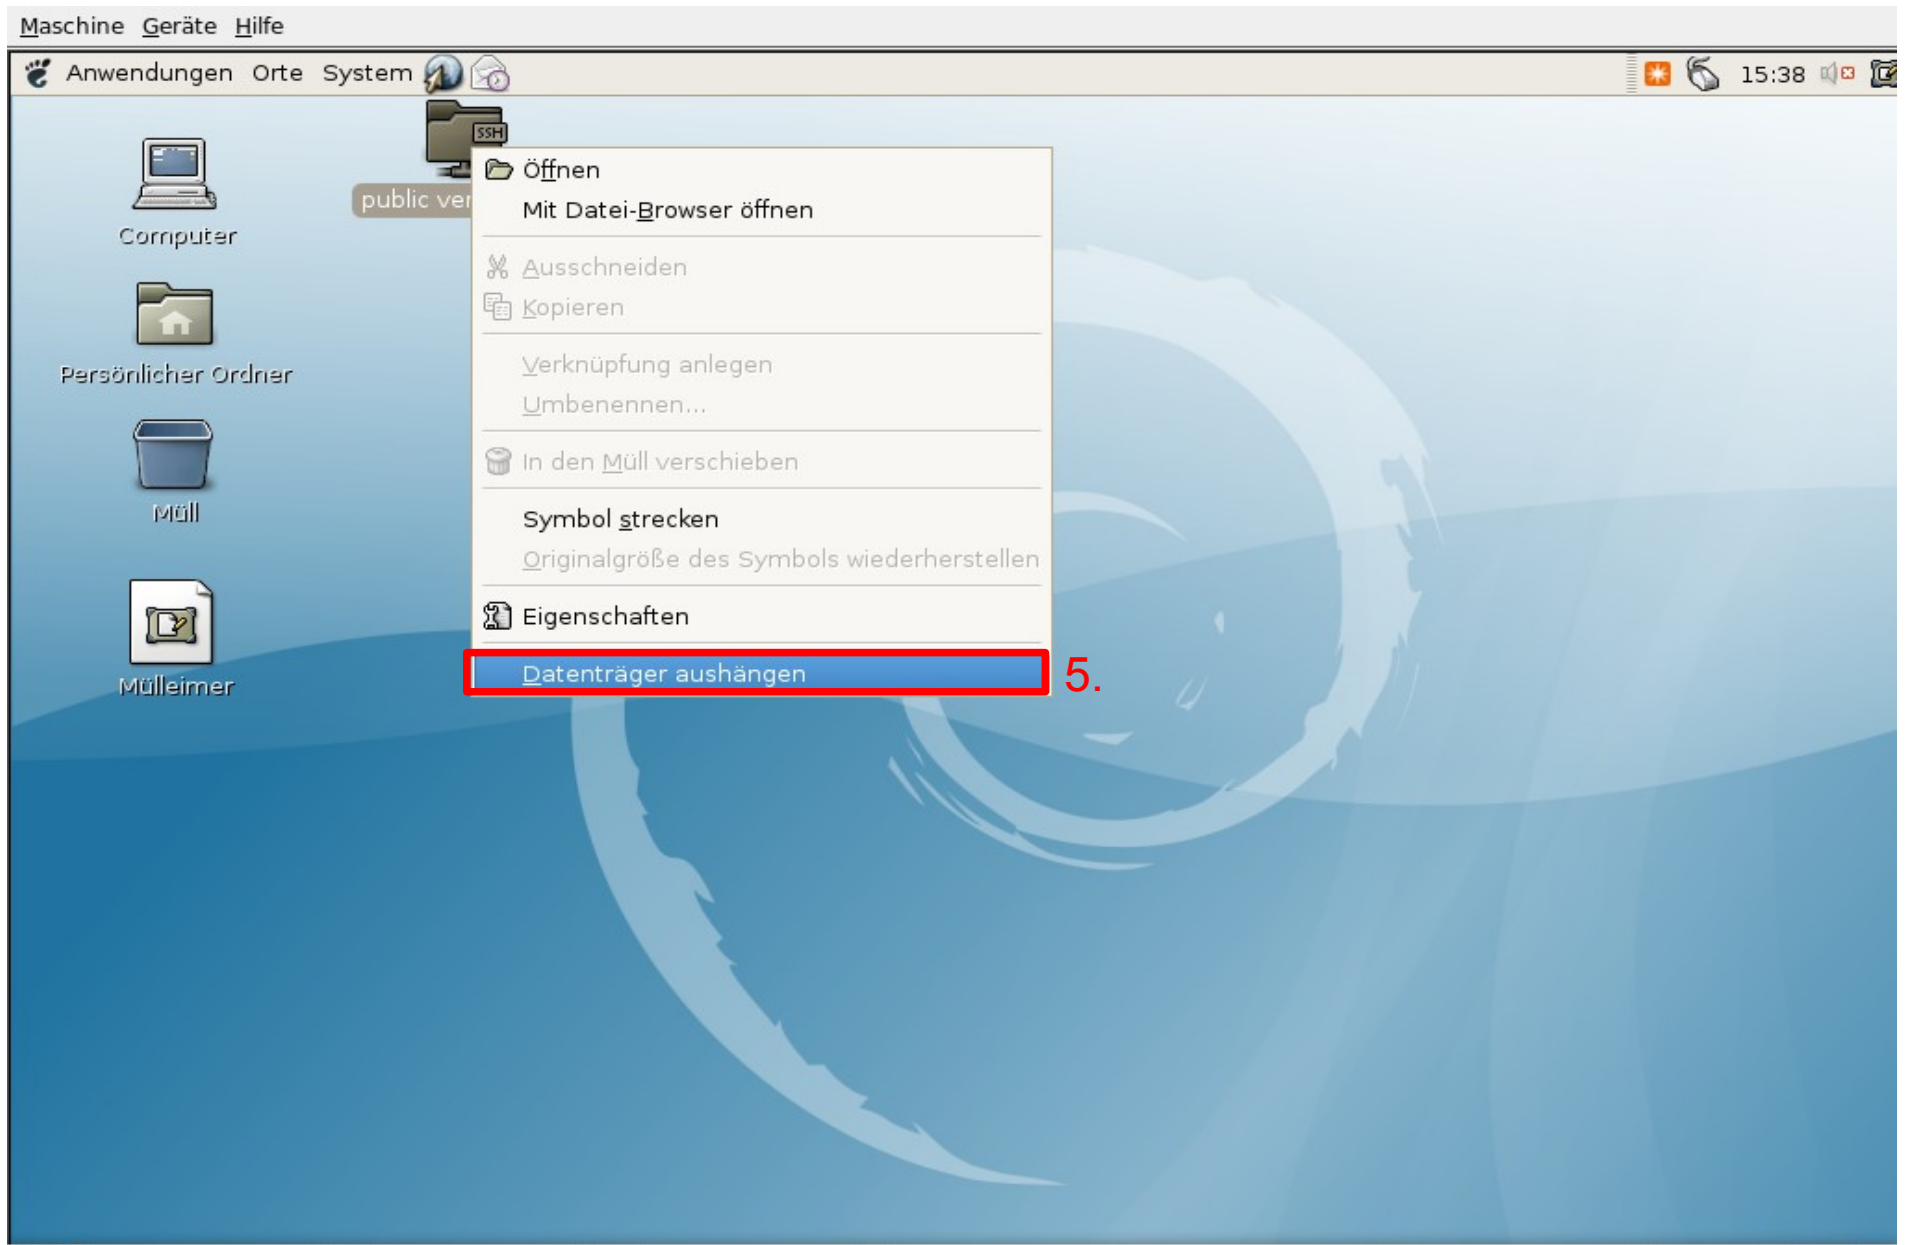 Maschine Geräte Hilfe
Anwendungen Orte System
15:38
SSH
public
Computer
Persönlicher Ordner
Müll
Mülleimer
Öffnen
Mit Datei-Browser öffnen
Ausschneiden
Kopieren
Verknüpfung anlegen
Umbenennen...
In den Müll verschieben
Symbol strecken
Originalgröße des Symbols wiederherstellen
Eigenschaften
Datenträger aushängen
5.